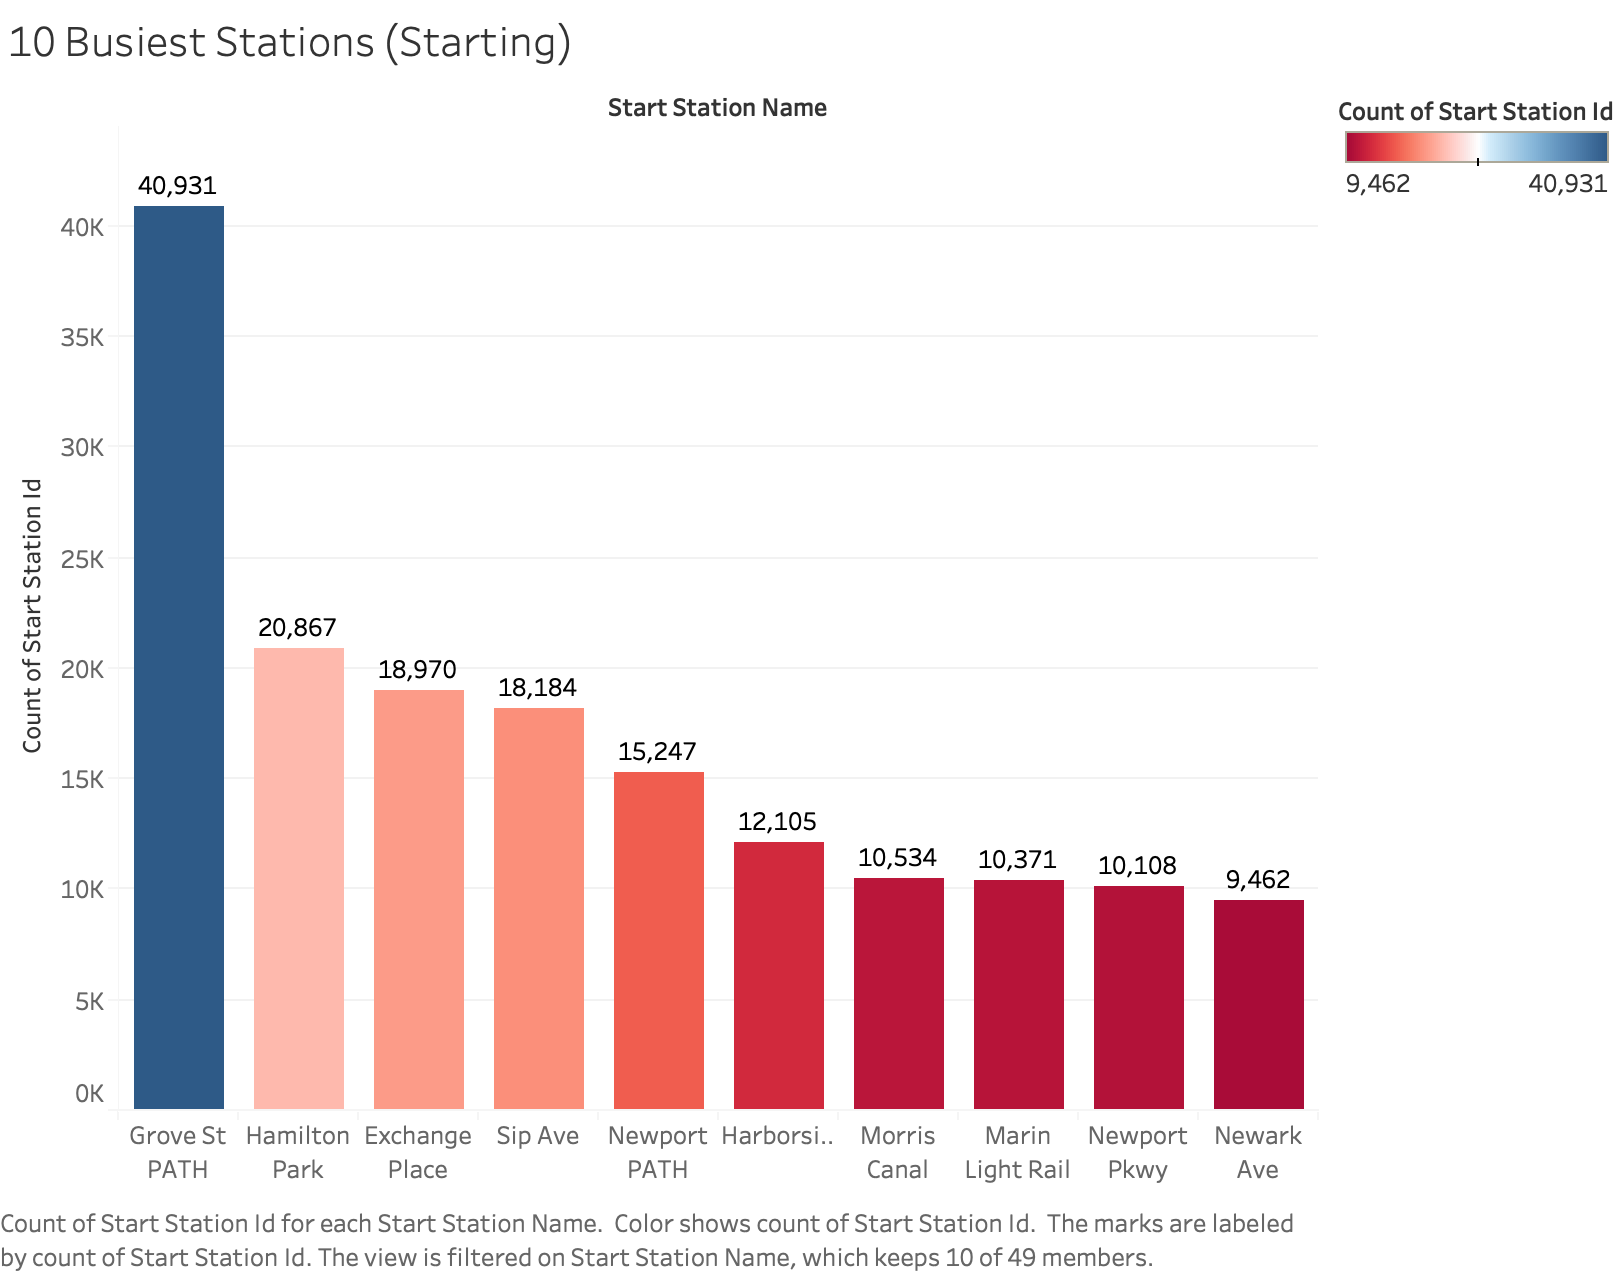 10 Busiest Stations (Starting)
Start Station Name
Count of Start Station Id
9,462 40,931
Count of Start Station Id
40K
35K
30K
25K
20K
15K
10K
5K
0K
40,931
20,867
18,970
18,184
15,247
12,105
10,534
10,371
10,108
9,462
Grove St
PATH
Hamilton
Park
Exchange
Place
Sip Ave
Newport
PATH
Harborsi..
Morris
Canal
Marin
Light Rail
Newport
Pkwy
Newark
Ave
Count of Start Station Id for each Start Station Name.  Color shows count of Start Station Id.  The marks are labeled
by count of Start Station Id. The view is filtered on Start Station Name, which keeps 10 of 49 members.